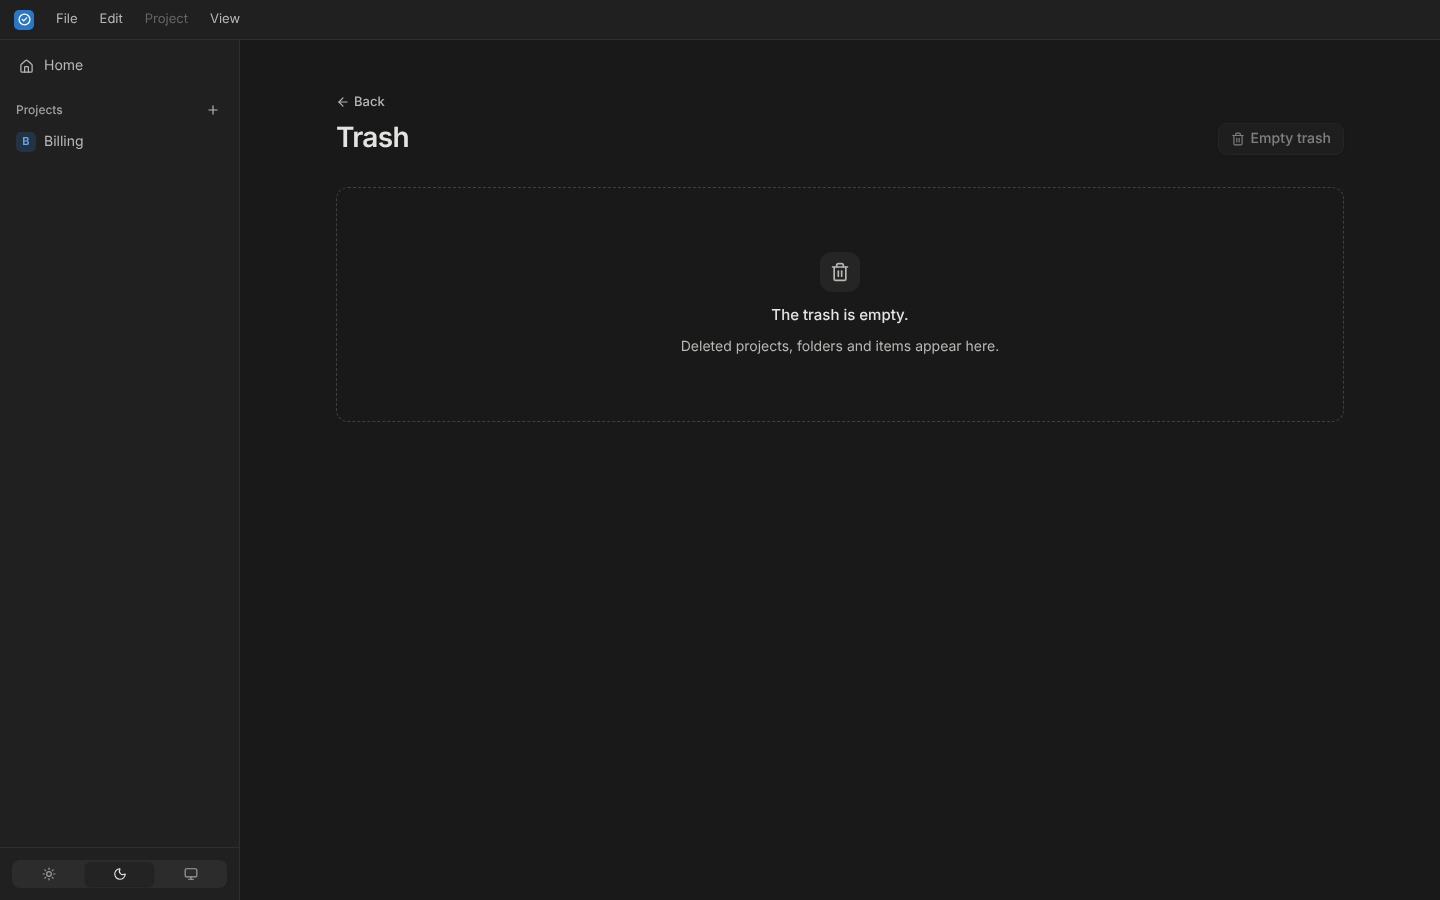 File Edit Project View
Home
Projects
B Billing
Back
Trash
Empty trash
The trash is empty.
Deleted projects, folders and items appear here.